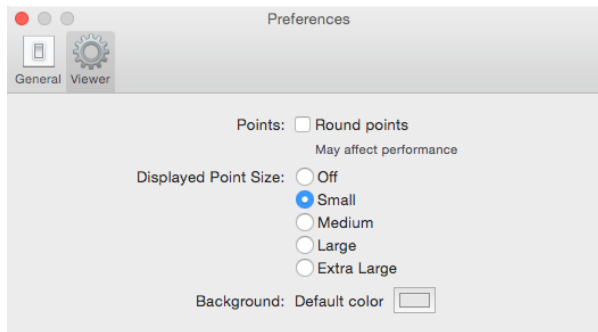 Preferences
General Viewer
Points: Round points
May affect performance
Displayed Point Size: Off
Small
Medium
Large
Extra Large
Background: Default color